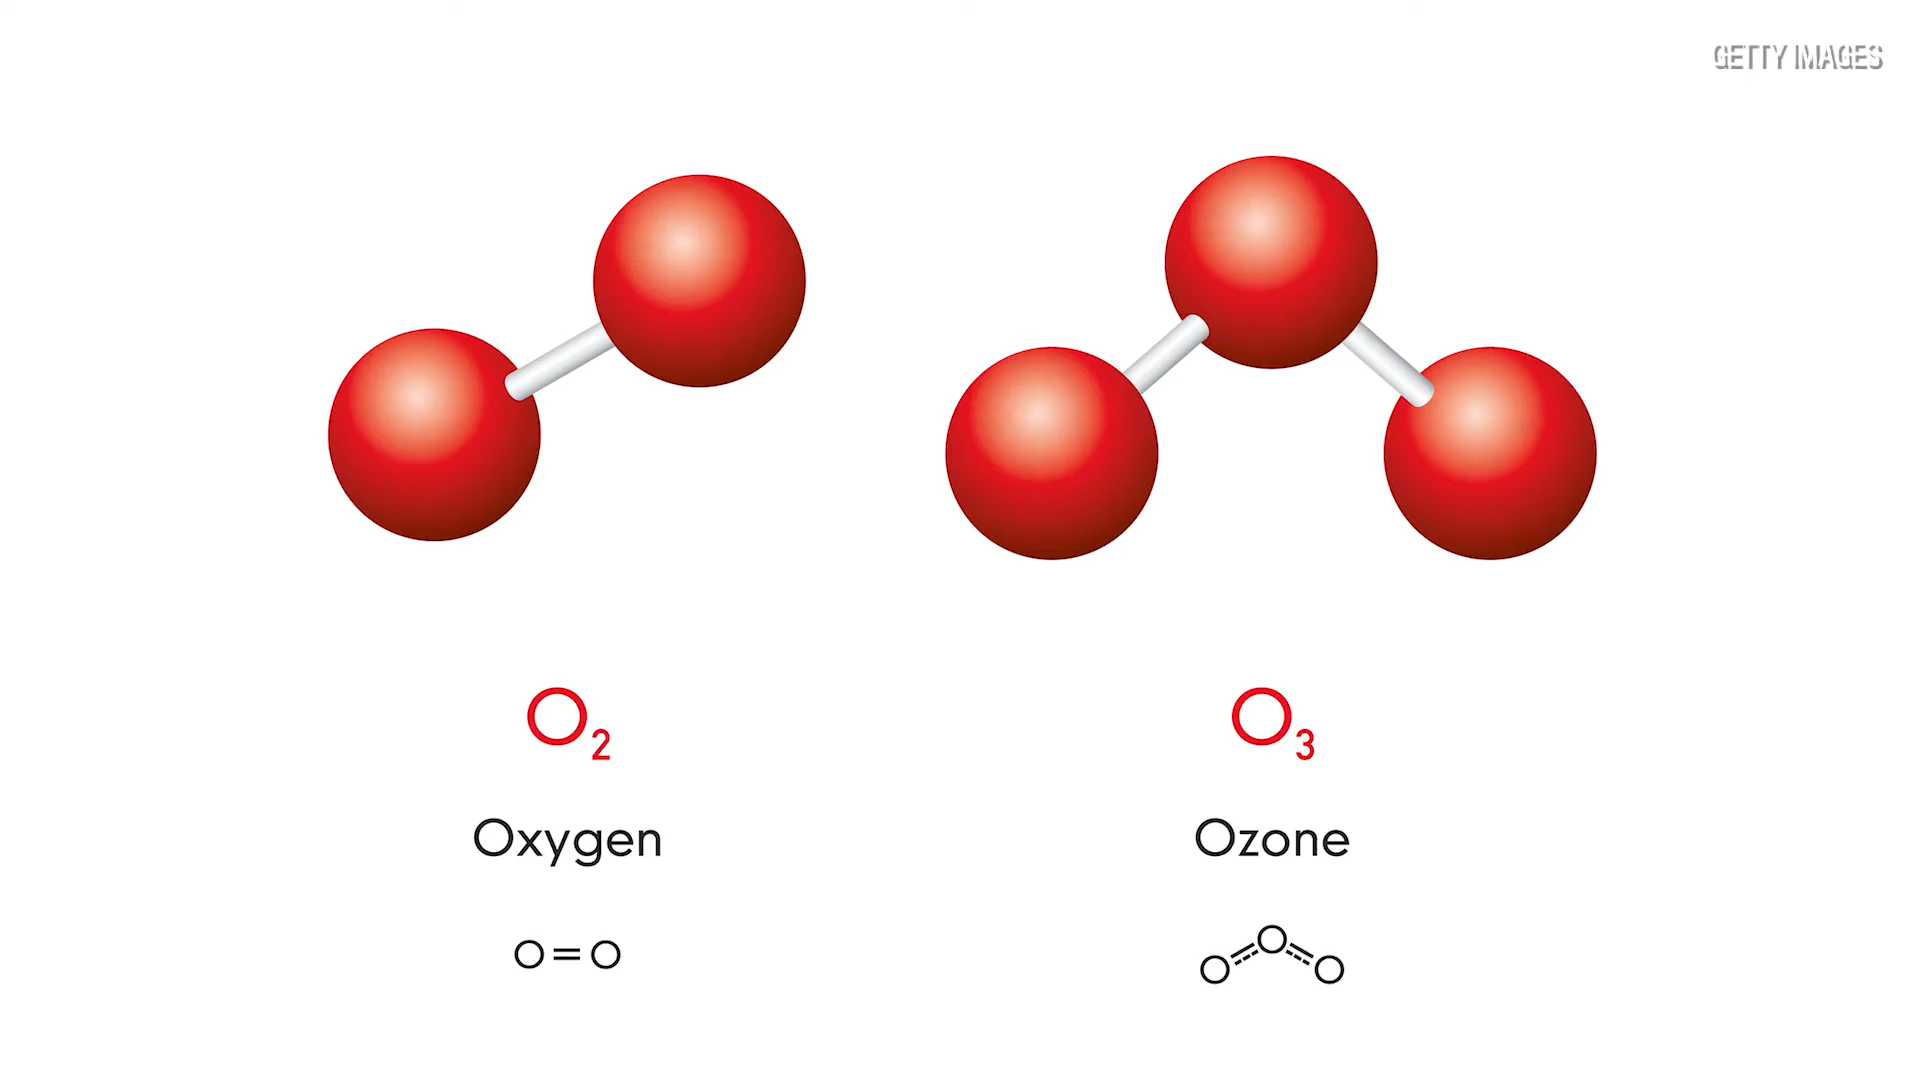 GETTY IMAGES
O₂
O₃
Oxygen
Ozone
O=O
O O O